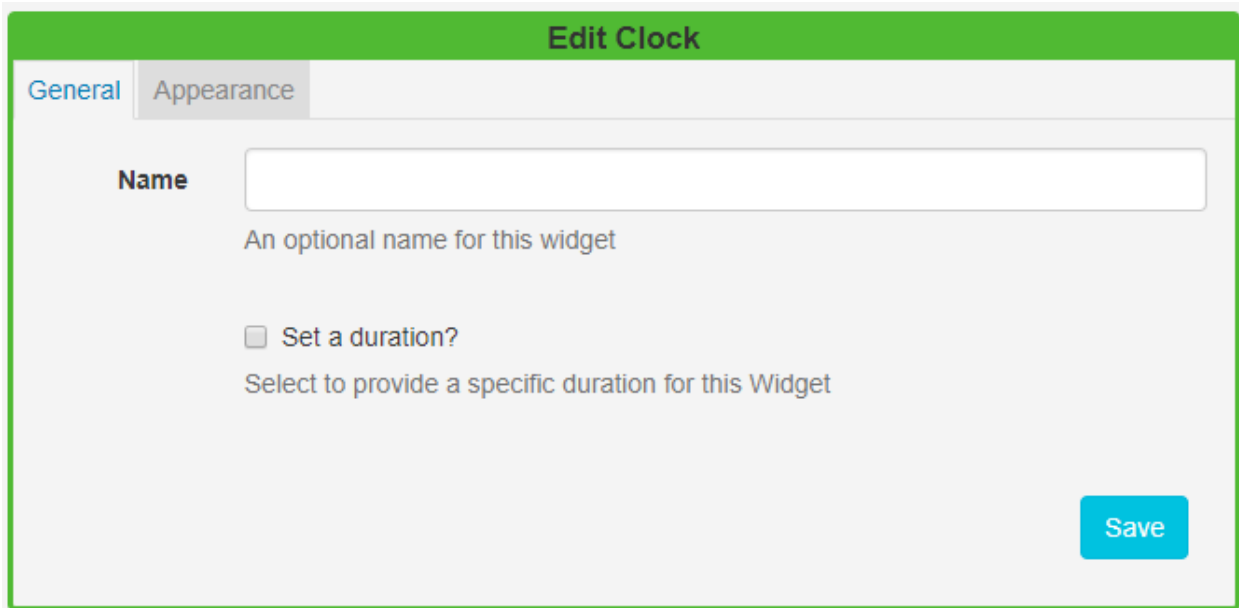 Edit Clock
General Appearance
Name
An optional name for this widget
Set a duration?
Select to provide a specific duration for this Widget
Save